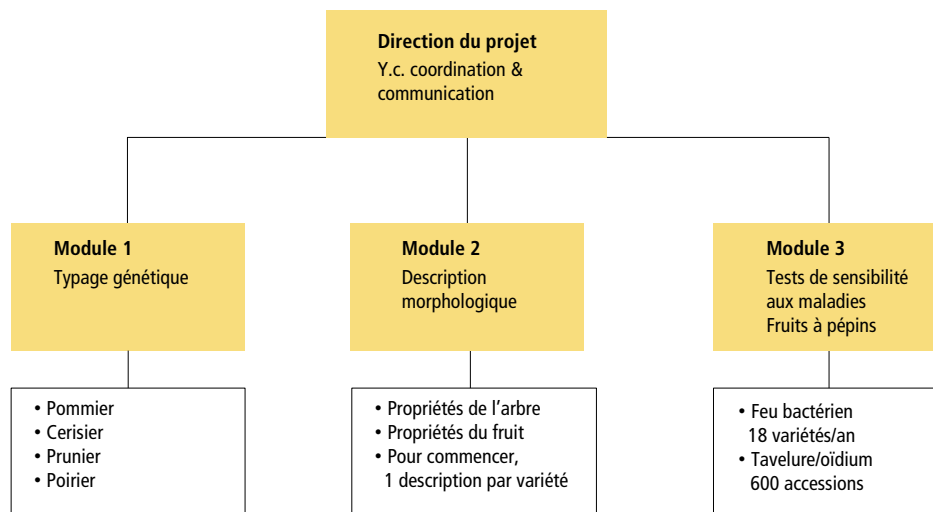 Direction du projet
Y.c. coordination &
communication
Module 1
Typage génétique
Module 2
Description
morphologique
Module 3
Tests de sensibilité
aux maladies
Fruits à pépins
• Pommier
• Cerisier
• Prunier
• Poirier
• Propriétés de l’arbre
• Propriétés du fruit
• Pour commencer,
1 description par variété
• Feu bactérien
18 variétés/an
• Tavelure/oïdium
600 accessions